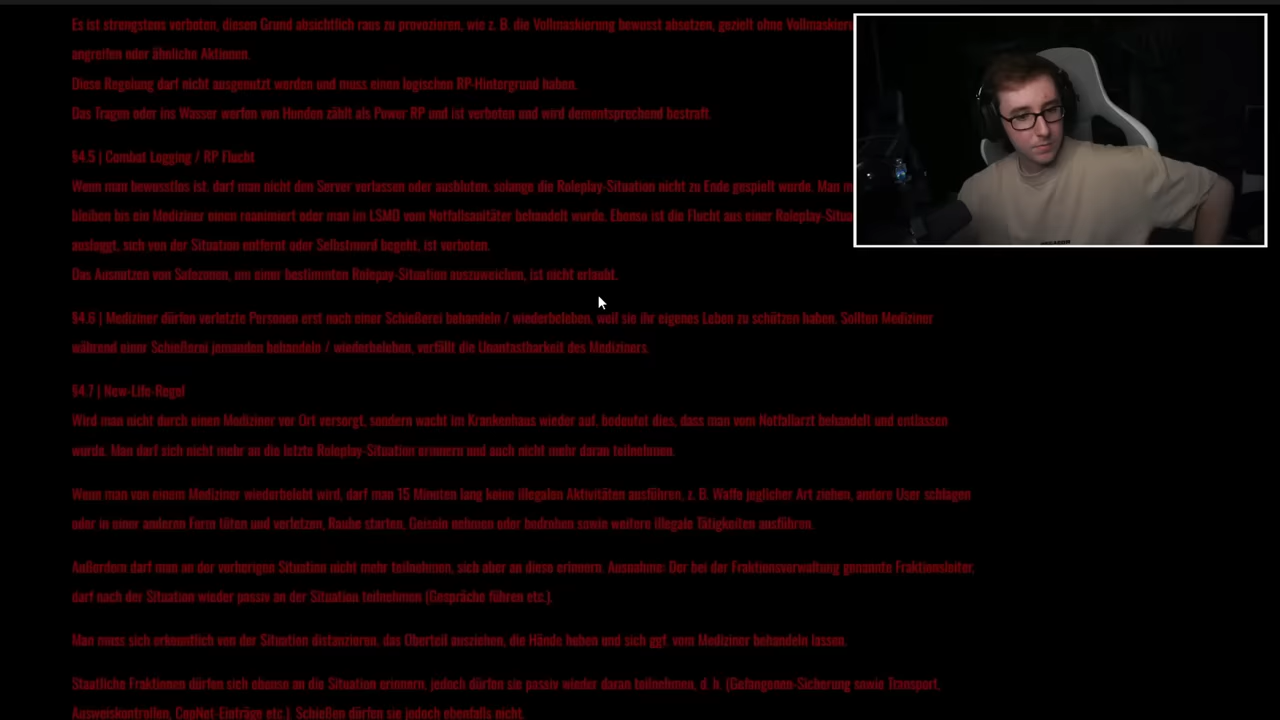 Es ist strengstens verboten, diesen Grund absichtlich raus zu provozieren, wie z. B. die Vollmaskierung bewusst absetzen, gezielt ohne Vollmaskieru
angreifen oder ähnliche Aktionen.
Diese Regelung darf nicht ausgenutzt werden und muss einen logischen RP-Hintergrund haben.
Das Tragen oder ins Wasser werfen von Hunden zählt als Power RP und ist verboten und wird dementsprechend bestraft.
§4.5 | Combat Logging / RP Flucht
Wenn man bewusstlos ist, darf man nicht den Server verlassen oder ausbluten, solange die Roleplay-Situation nicht zu Ende gespielt wurde. Man m
bleiben bis ein Mediziner einen reanimiert oder man im LSMD vom Notfallsanitäter behandelt wurde. Ebenso ist die Flucht aus einer Roleplay-Situa
ausloggt, sich von der Situation entfernt oder Selbstmord begeht, ist verboten.
Das Ausnutzen von Safezonen, um einer bestimmten Rolepay-Situation auszuweichen, ist nicht erlaubt.
§4.6 | Mediziner dürfen verletzte Personen erst nach einer Schießerei behandeln / wiederbeleben, weil sie ihr eigenes Leben zu schützen haben. Sollten Mediziner
während einer Schießerei jemanden behandeln / wiederbeleben, verfällt die Unantastbarkeit des Mediziners.
§4.7 | New-Life-Regel
Wird man nicht durch einen Mediziner vor Ort versorgt, sondern wacht im Krankenhaus wieder auf, bedeutet dies, dass man vom Notfallarzt behandelt und entlassen
wurde. Man darf sich nicht mehr an die letzte Roleplay-Situation erinnern und auch nicht mehr daran teilnehmen.
Wenn man von einem Mediziner wiederbelebt wird, darf man 15 Minuten lang keine illegalen Aktivitäten ausführen, z. B. Waffe jeglicher Art ziehen, andere User schlagen
oder in einer anderen Form töten und verletzen, Raube starten, Geiseln nehmen oder bedrohen sowie weitere illegale Tätigkeiten ausführen.
Außerdem darf man an der vorherigen Situation nicht mehr teilnehmen, sich aber an diese erinnern. Ausnahme: Der bei der Fraktionsverwaltung genannte Fraktionsleiter,
darf nach der Situation wieder passiv an der Situation teilnehmen (Gespräche führen etc.).
Man muss sich erkenntlich von der Situation distanzieren, das Oberteil ausziehen, die Hände heben und sich ggf. vom Mediziner behandeln lassen.
Staatliche Fraktionen dürfen sich ebenso an die Situation erinnern, jedoch dürfen sie passiv wieder daran teilnehmen, d. h. (Gefangenen-Sicherung sowie Transport,
Ausweiskontrollen, CopNet-Einträge etc.). Schießen dürfen sie jedoch ebenfalls nicht.